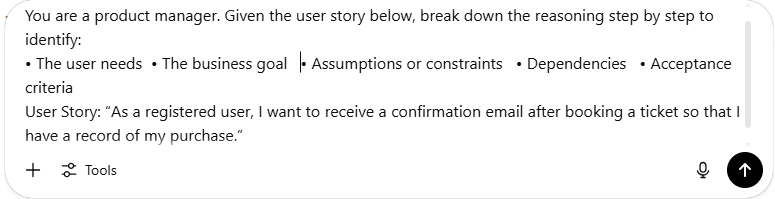 You are a product manager. Given the user story below, break down the reasoning step by step to
identify:
• The user needs • The business goal • Assumptions or constraints • Dependencies • Acceptance
criteria
User Story: “As a registered user, I want to receive a confirmation email after booking a ticket so that I
have a record of my purchase.”
Tools